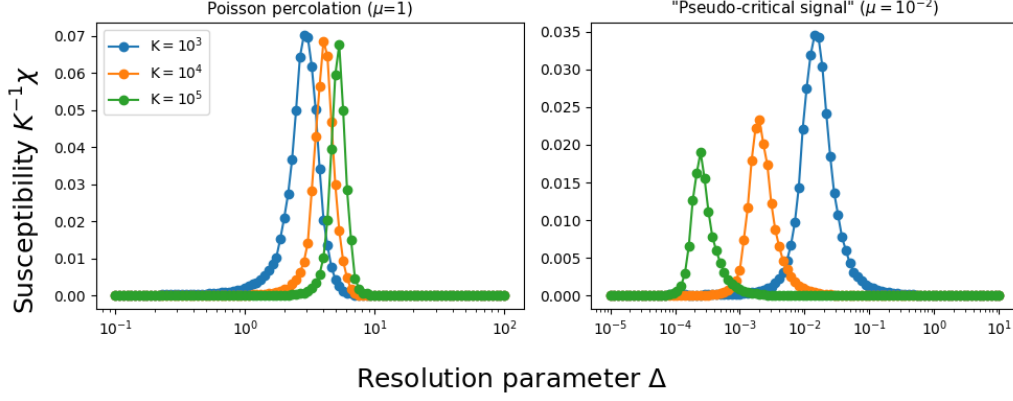 Poisson percolation (μ=1)
"Pseudo-critical signal" (μ = 10⁻²)
Susceptibility K⁻¹χ
0.07
0.06
0.05
0.04
0.03
0.02
0.01
0.00
K = 10³
K = 10⁴
K = 10⁵
10⁻¹ 10⁰ 10¹ 10²
0.035
0.030
0.025
0.020
0.015
0.010
0.005
0.000
10⁻⁵ 10⁻⁴ 10⁻³ 10⁻² 10⁻¹ 10⁰ 10¹
Resolution parameter Δ